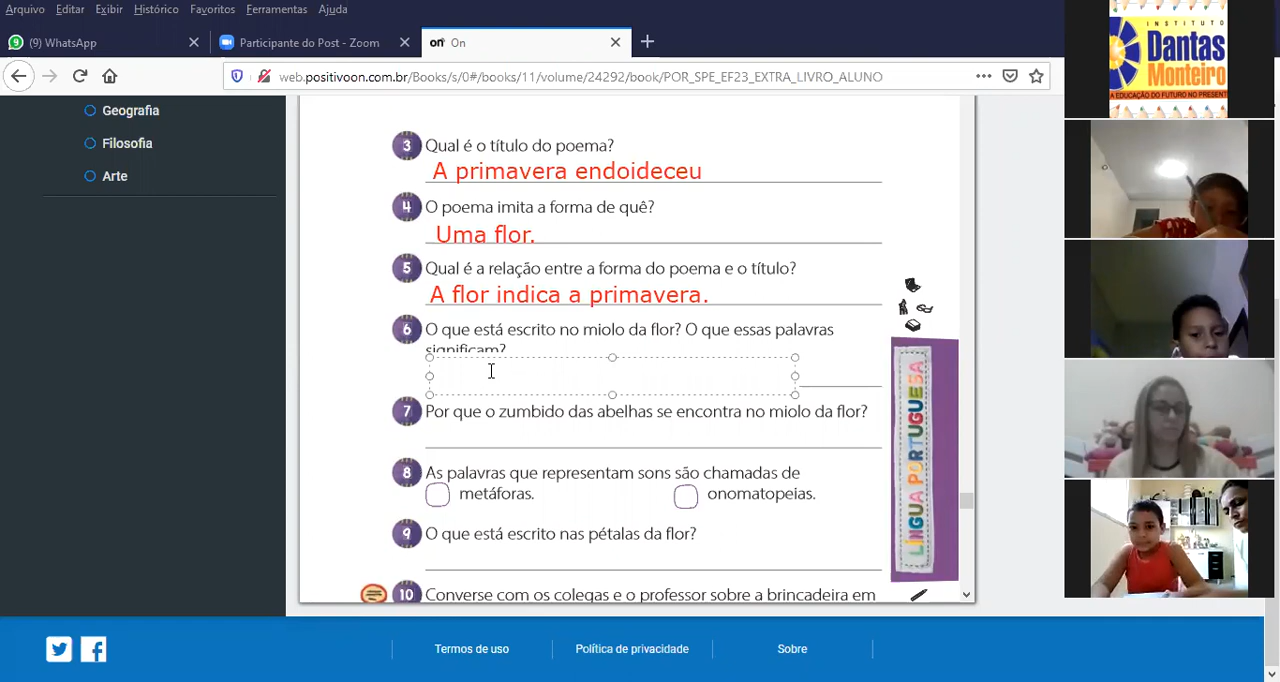 Arquivo Editar Exibir Histórico Favoritos Ferramentas Ajuda
(9) WhatsApp
Participante do Post - Zoom
on On
web.positivoon.com.br/Books/s/0#/books/11/volume/24292/book/POR_SPE_EF23_EXTRA_LIVRO_ALUNO
Geografia
Filosofia
Arte
3 Qual é o título do poema?
A primavera endoideceu
4 O poema imita a forma de quê?
Uma flor.
5 Qual é a relação entre a forma do poema e o título?
A flor indica a primavera.
6 O que está escrito no miolo da flor? O que essas palavras
significam?
7 Por que o zumbido das abelhas se encontra no miolo da flor?
8 As palavras que representam sons são chamadas de
metáforas. onomatopeias.
9 O que está escrito nas pétalas da flor?
10 Converse com os colegas e o professor sobre a brincadeira em
LÍNGUA PORTUGUESA
Termos de uso
Política de privacidade
Sobre
INSTITUTO
Dantas
Monteiro
A EDUCAÇÃO DO FUTURO NO PRESENT